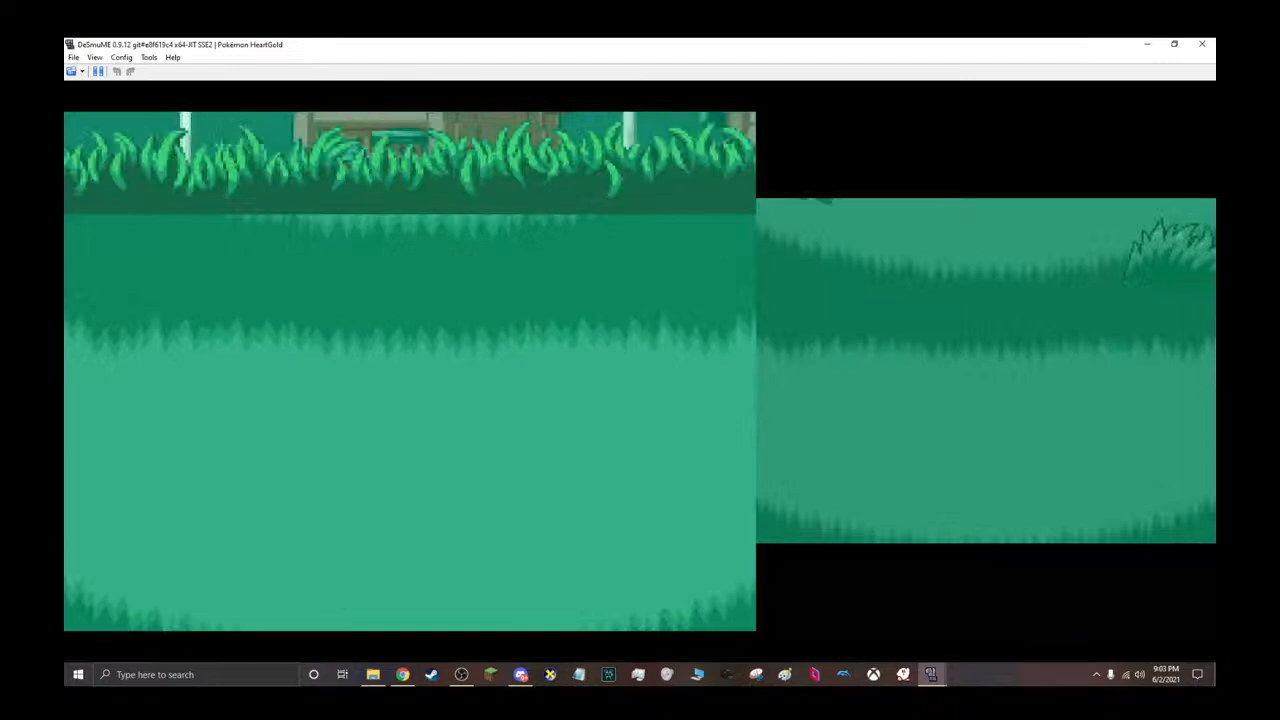 DeSmuME 0.9.12 git#e8f619c4 x64-JIT SSE2 | Pokémon HeartGold
File View Config Tools Help
Type here to search
9:03 PM
6/2/2021